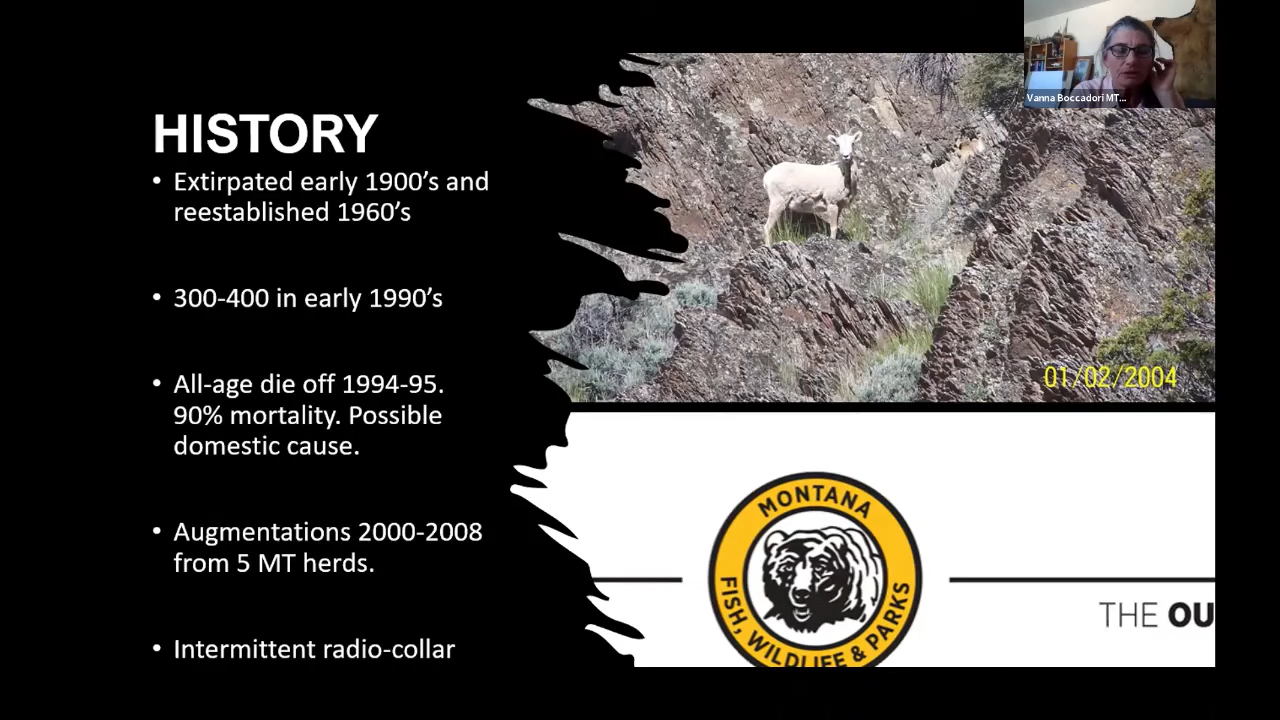 Vanna Boccadori MT...
HISTORY
• Extirpated early 1900’s and
reestablished 1960’s
• 300-400 in early 1990’s
• All-age die off 1994-95.
90% mortality. Possible
domestic cause.
• Augmentations 2000-2008
from 5 MT herds.
• Intermittent radio-collar
01/02/2004
MONTANA
FISH, WILDLIFE & PARKS
THE OU